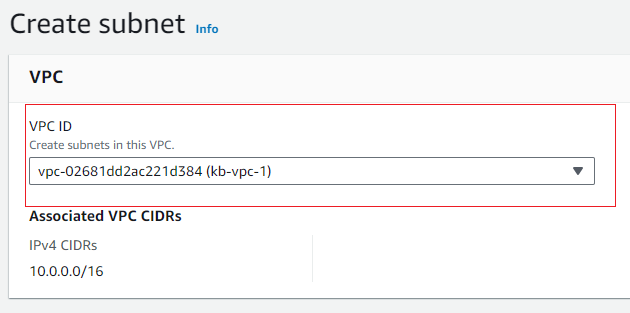 Create subnet Info
VPC
VPC ID
Create subnets in this VPC.
vpc-02681dd2ac221d384 (kb-vpc-1)
Associated VPC CIDRs
IPv4 CIDRs
10.0.0.0/16